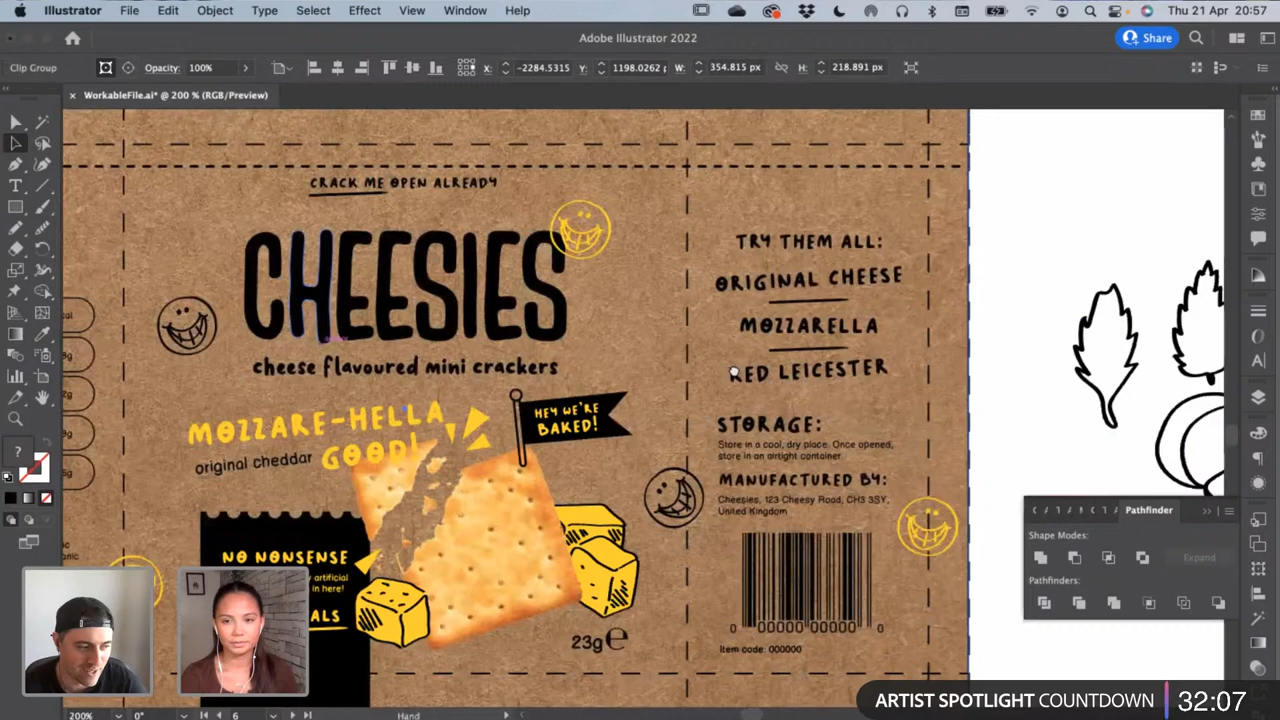 Illustrator File Edit Object Type Select Effect View Window Help
Thu 21 Apr 20:57
Adobe Illustrator 2022
Share
Clip Group
Opacity: 100%
X: -2284.5315 Y: 1198.0262 W: 354.815 px H: 218.891 px
WorkableFile.ai* @ 200 % (RGB/Preview)
CRACK ME OPEN ALREADY
CHEESIES
cheese flavoured mini crackers
MOZZARE-HELLA
GOOD!
original cheddar
HEY WE'RE
BAKED!
NO NONSENSE
artificial
in here!
23g e
TRY THEM ALL:
ORIGINAL CHEESE
MOZZARELLA
RED LEICESTER
STORAGE:
Store in a cool, dry place. Once opened,
store in an airtight container.
MANUFACTURED BY:
Cheesies, 123 Cheesy Road, CH3 3SY,
United Kingdom
0 00000 00000 0
Item code: 000000
Pathfinder
Shape Modes:
Expand
Pathfinders:
200% 0° 6 Hand
ARTIST SPOTLIGHT COUNTDOWN 32:07